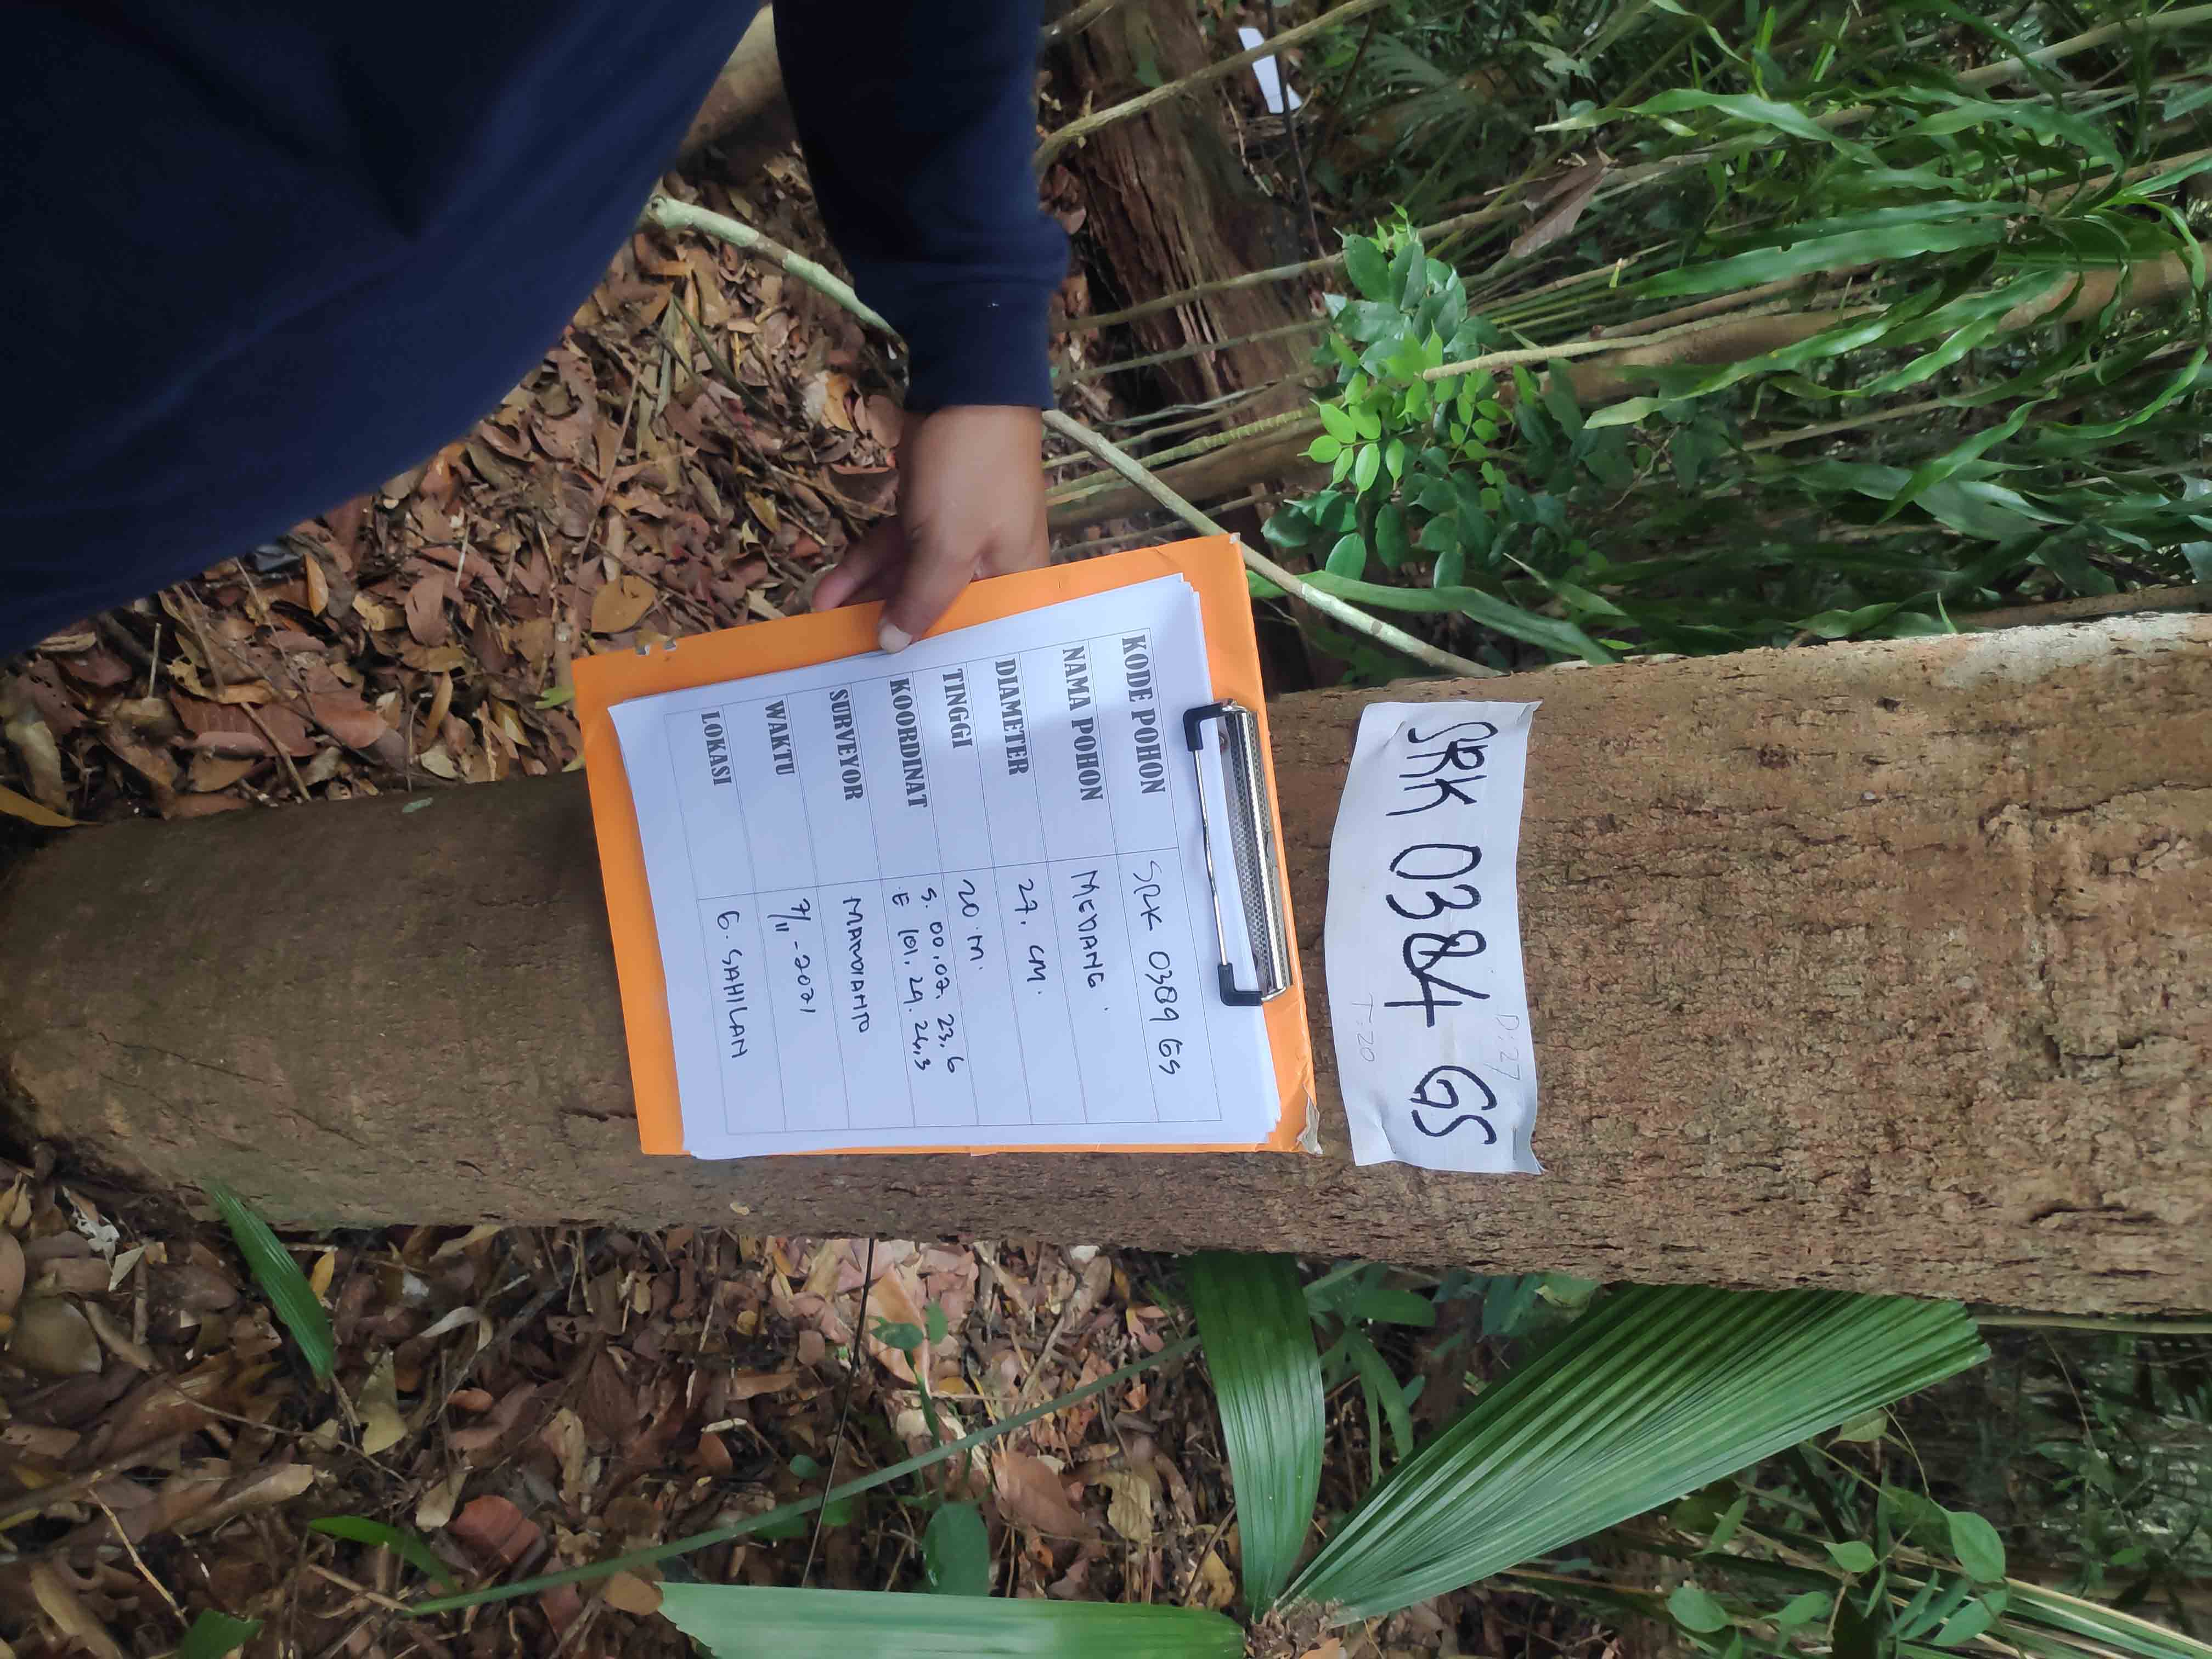 D:27
SRK 0384 GS
T:20
KODE POHON SRK 0384 GS
NAMA POHON MEDANG
DIAMETER 27. CM.
TINGGI 20 M.
KOORDINAT S. 00.02. 23.6
E 101. 29. 26,3
SURVEYOR MARDIANTO
WAKTU 7/11-2021
LOKASI G. SAHILAN